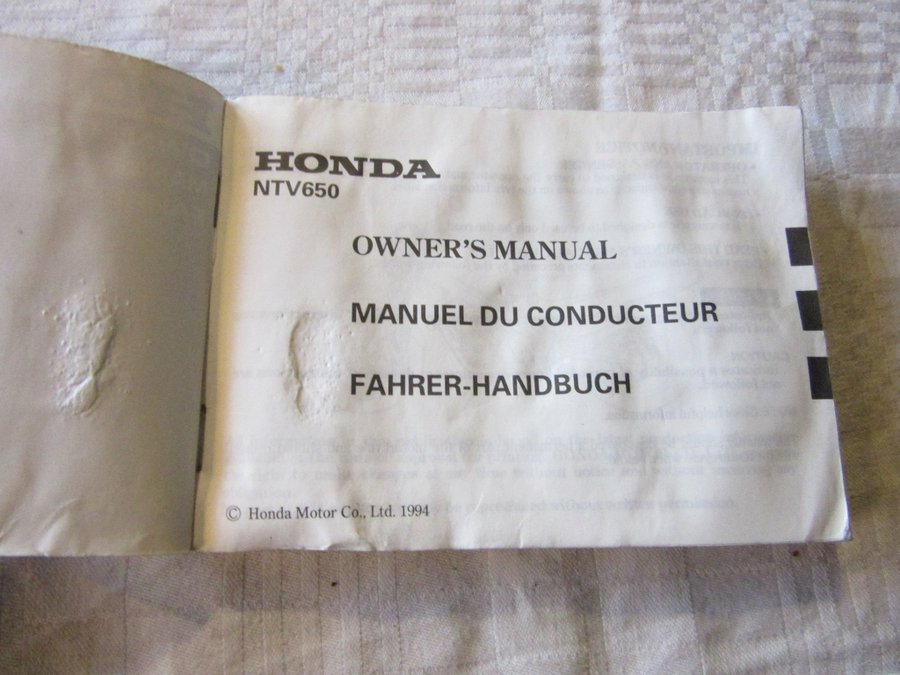 HONDA
NTV650
OWNER'S MANUAL
MANUEL DU CONDUCTEUR
FAHRER-HANDBUCH
© Honda Motor Co., Ltd. 1994